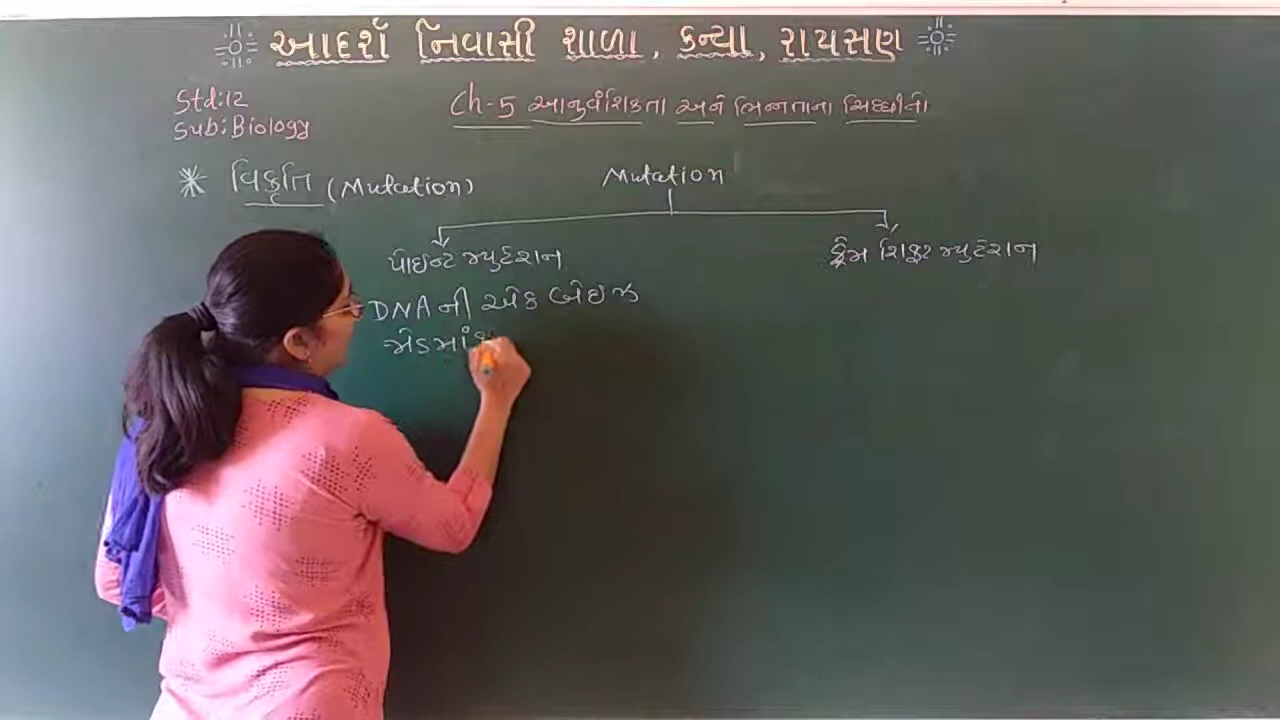 આદર્શ નિવાસી શાળા, કન્યા, રાયસણ
Std:12
Sub: Biology
Ch-5 આનુવંશિકતા અને ભિન્નતાના સિદ્ધાંતો
* વિકૃતિ (Mutation)
Mutation
પોઇન્ટ મ્યુટેશન
ફ્રેમ શિફ્ટ મ્યુટેશન
DNA ની એક બેઇઝ
જોડમાં